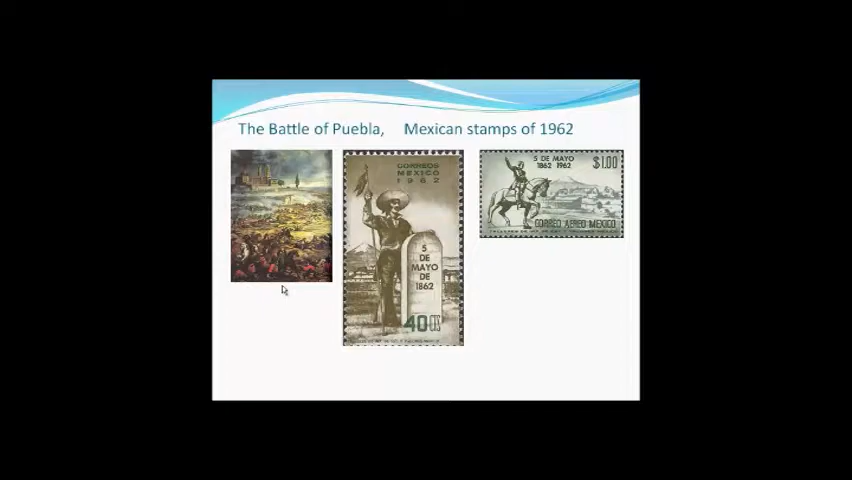 The Battle of Puebla, Mexican stamps of 1962
CORREOS
MEXICO
1962
5
DE
MAYO
DE
1862
40CTS
5 DE MAYO
1862 1962
$1.00
CORREO AEREO MEXICO